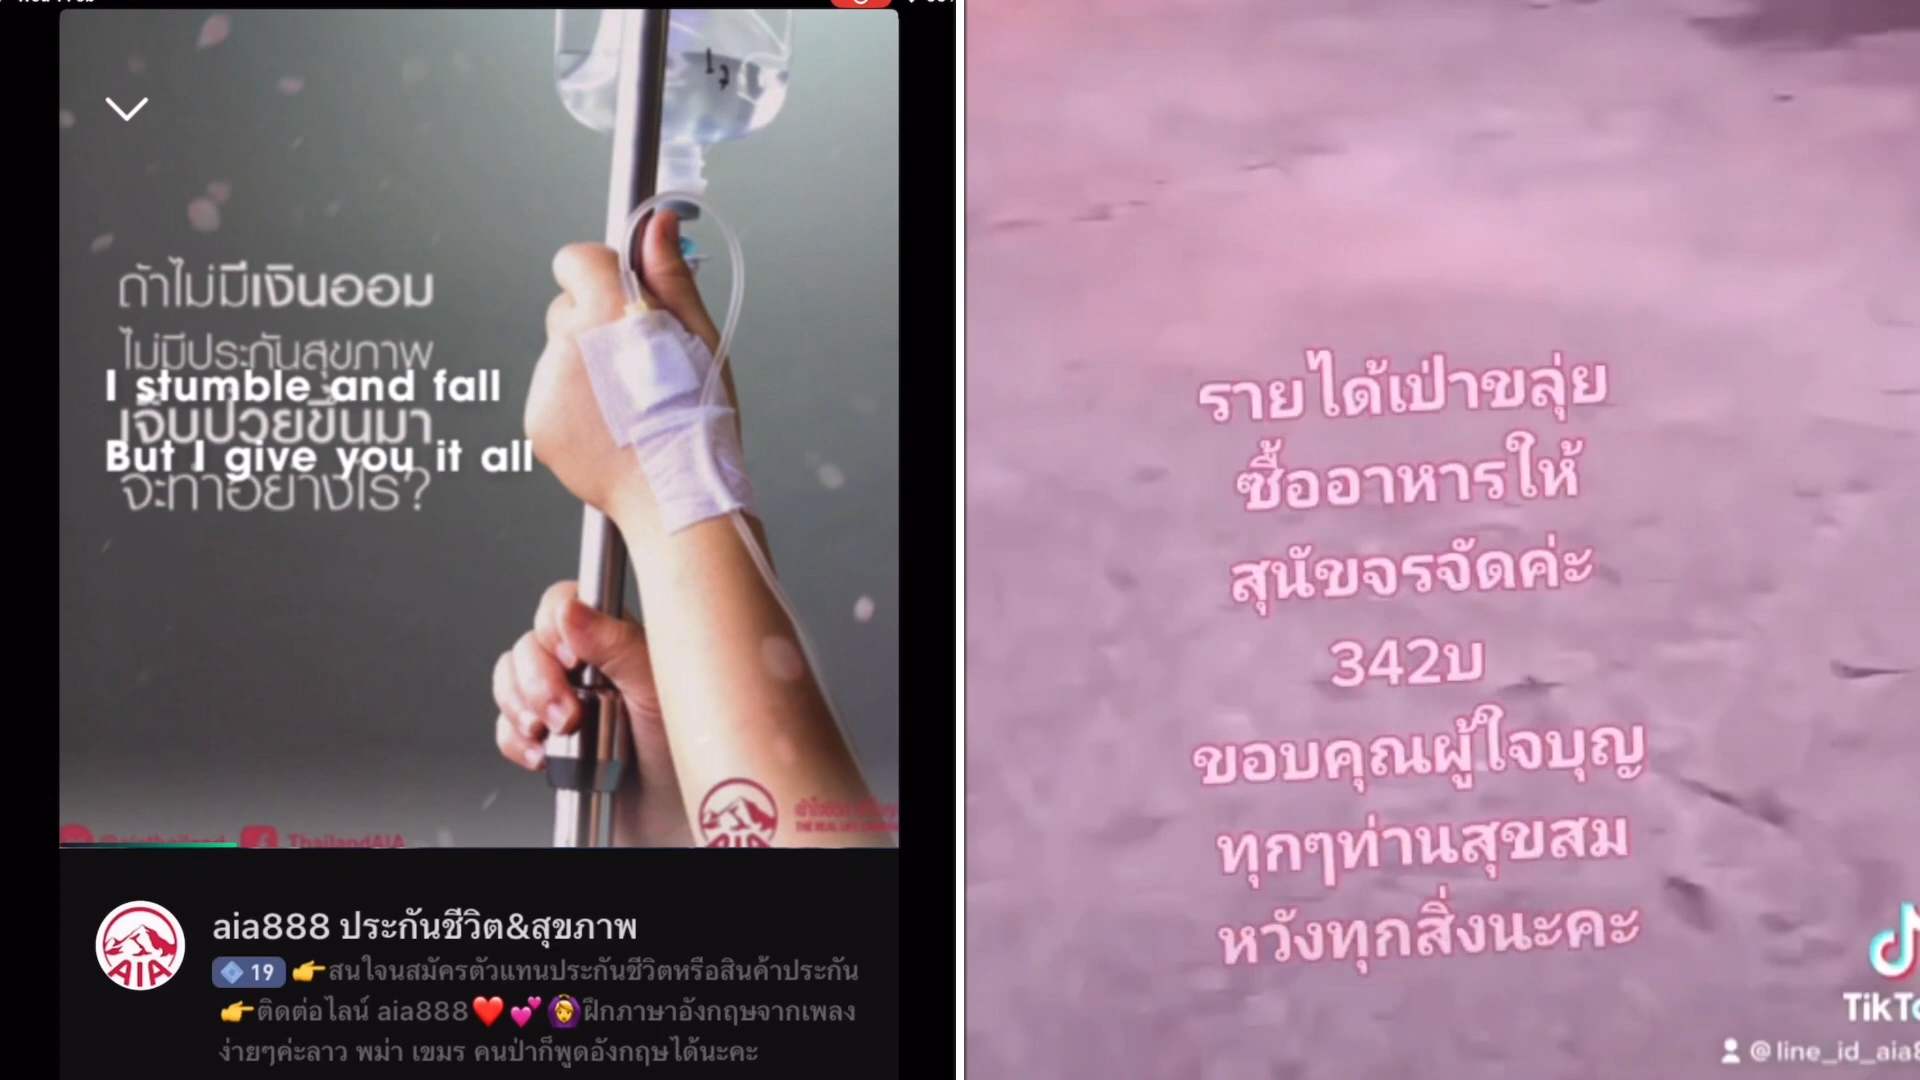 ถ้าไม่มีเงินออม
ไม่มีประกันสุขภาพ
I stumble and fall
เจ็บป่วยขึ้นมา
But I give you it all
จะทำอย่างไร?
ThailandAIA
AIA
THE REAL LIFE
aia888 ประกันชีวิต&สุขภาพ
AIA
19 👉สนใจนสมัครตัวแทนประกันชีวิตหรือสินค้าประกัน
👉ติดต่อไลน์ aia888❤️💕🙆ฝึกภาษาอังกฤษจากเพลง
ง่ายๆค่ะลาว พม่า เขมร คนป่าก็พูดอังกฤษได้นะคะ
รายได้เป่าขลุ่ย
ซื้ออาหารให้
สุนัขจรจัดค่ะ
342บ
ขอบคุณผู้ใจบุญ
ทุกๆท่านสุขสม
หวังทุกสิ่งนะคะ
TikTo
@line_id_aia8